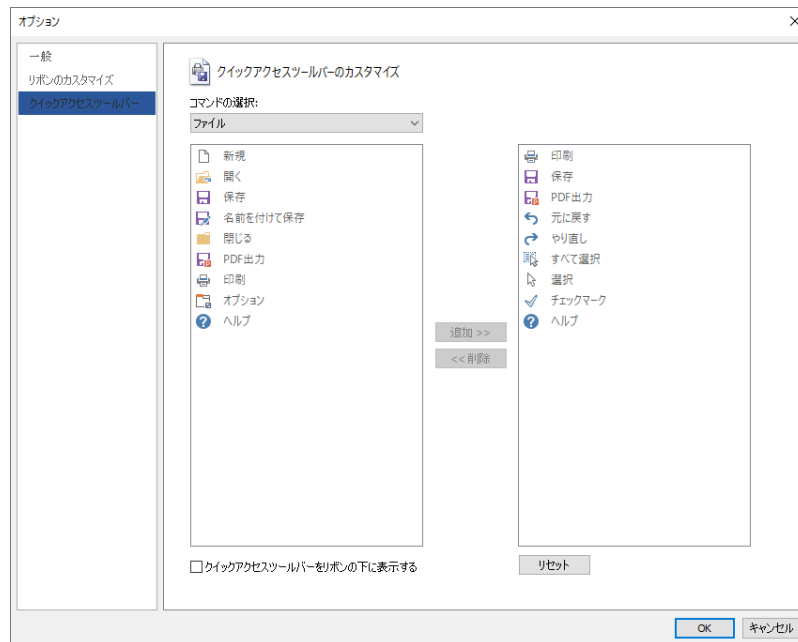 オプション
一般
リボンのカスタマイズ
クイックアクセスツールバー
クイックアクセスツールバーのカスタマイズ
コマンドの選択:
ファイル
新規
開く
保存
名前を付けて保存
閉じる
PDF出力
印刷
オプション
ヘルプ
追加 >>
<< 削除
印刷
保存
PDF出力
元に戻す
やり直し
すべて選択
選択
チェックマーク
ヘルプ
クイックアクセスツールバーをリボンの下に表示する
リセット
OK
キャンセル